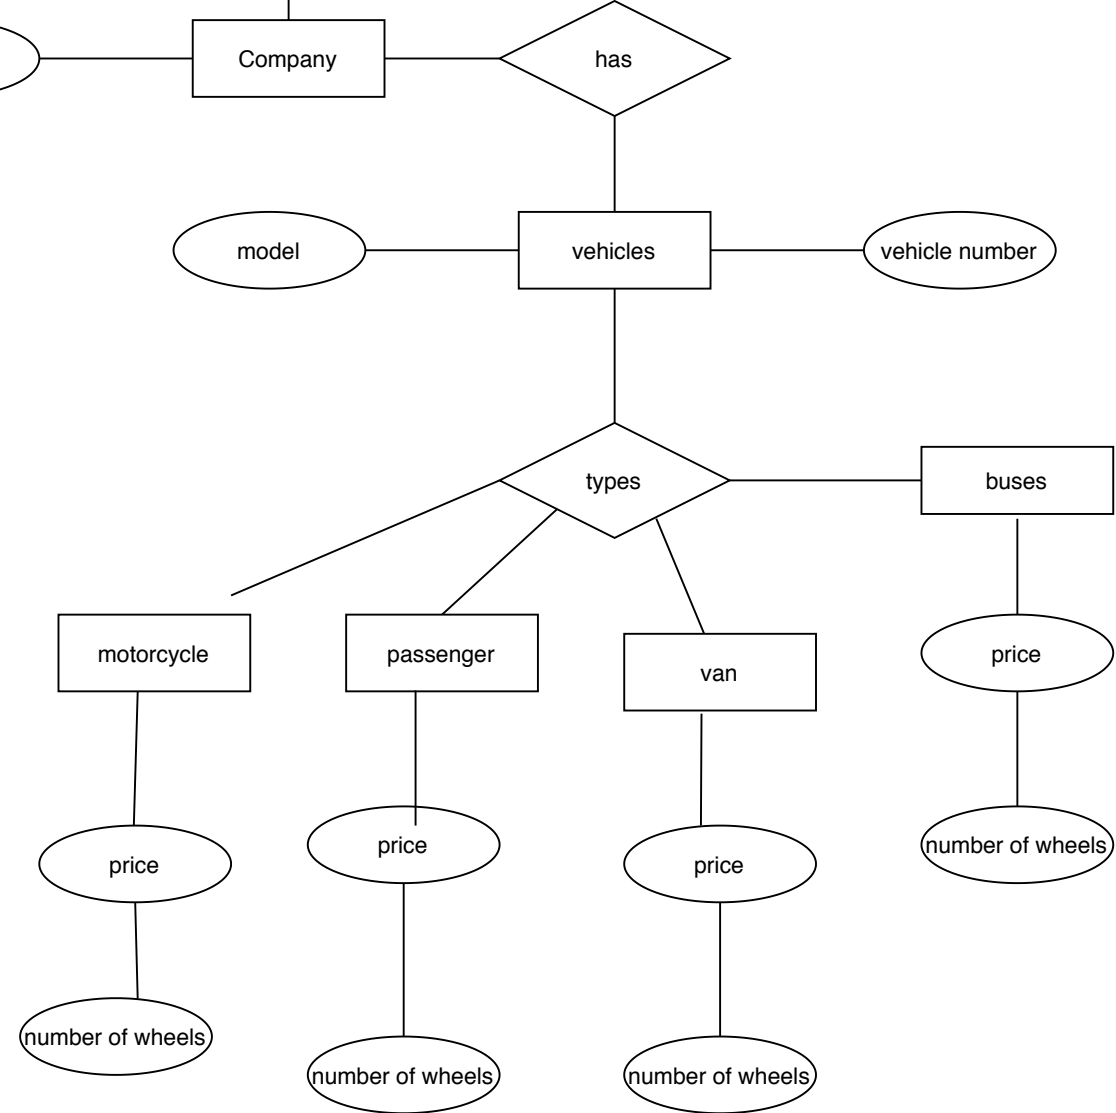 Company
has
model
vehicles
vehicle number
types
buses
motorcycle
passenger
van
price
price
price
price
number of wheels
number of wheels
number of wheels
number of wheels